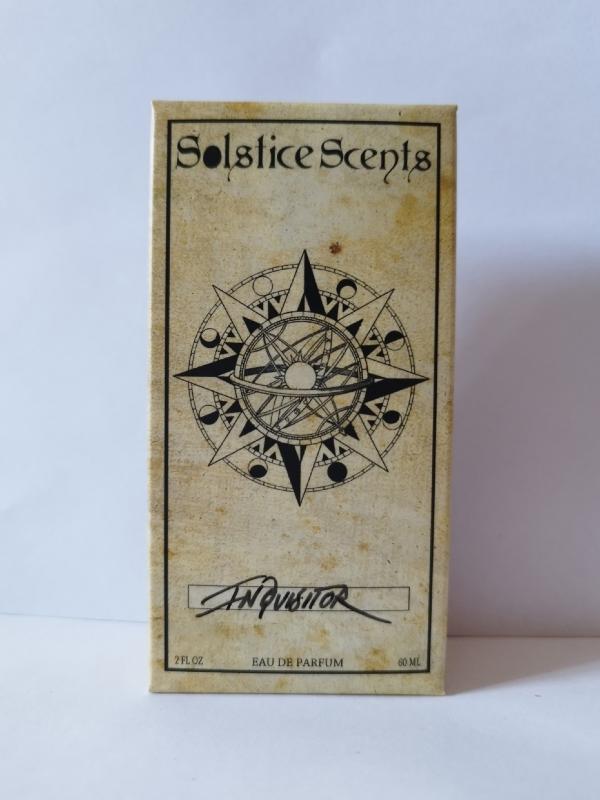 Solstice Scents
INQUISITOR
2 FL OZ EAU DE PARFUM 60 ML